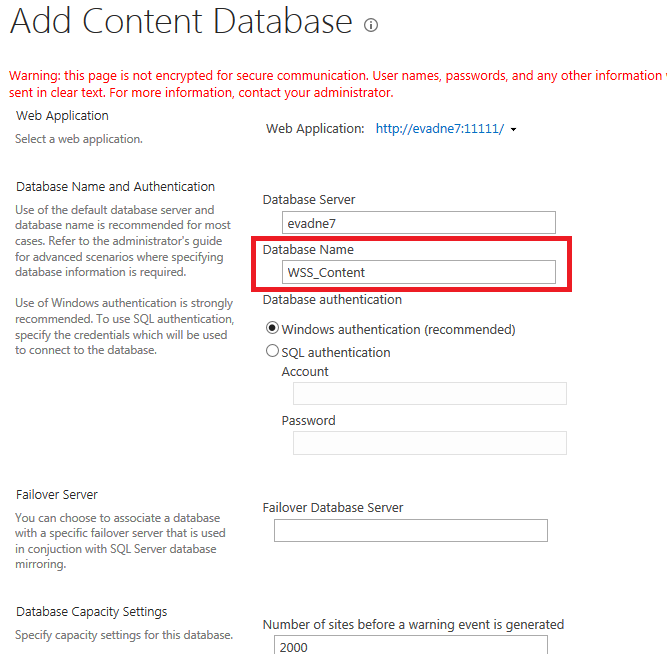 Add Content Database
Warning: this page is not encrypted for secure communication. User names, passwords, and any other information
sent in clear text. For more information, contact your administrator.
Web Application
Select a web application.
Web Application: http://evadne7:11111/
Database Name and Authentication
Use of the default database server and
database name is recommended for most
cases. Refer to the administrator's guide
for advanced scenarios where specifying
database information is required.
Use of Windows authentication is strongly
recommended. To use SQL authentication,
specify the credentials which will be used
to connect to the database.
Database Server
evadne7
Database Name
WSS_Content
Database authentication
Windows authentication (recommended)
SQL authentication
Account
Password
Failover Server
You can choose to associate a database
with a specific failover server that is used
in conjuction with SQL Server database
mirroring.
Failover Database Server
Database Capacity Settings
Specify capacity settings for this database.
Number of sites before a warning event is generated
2000